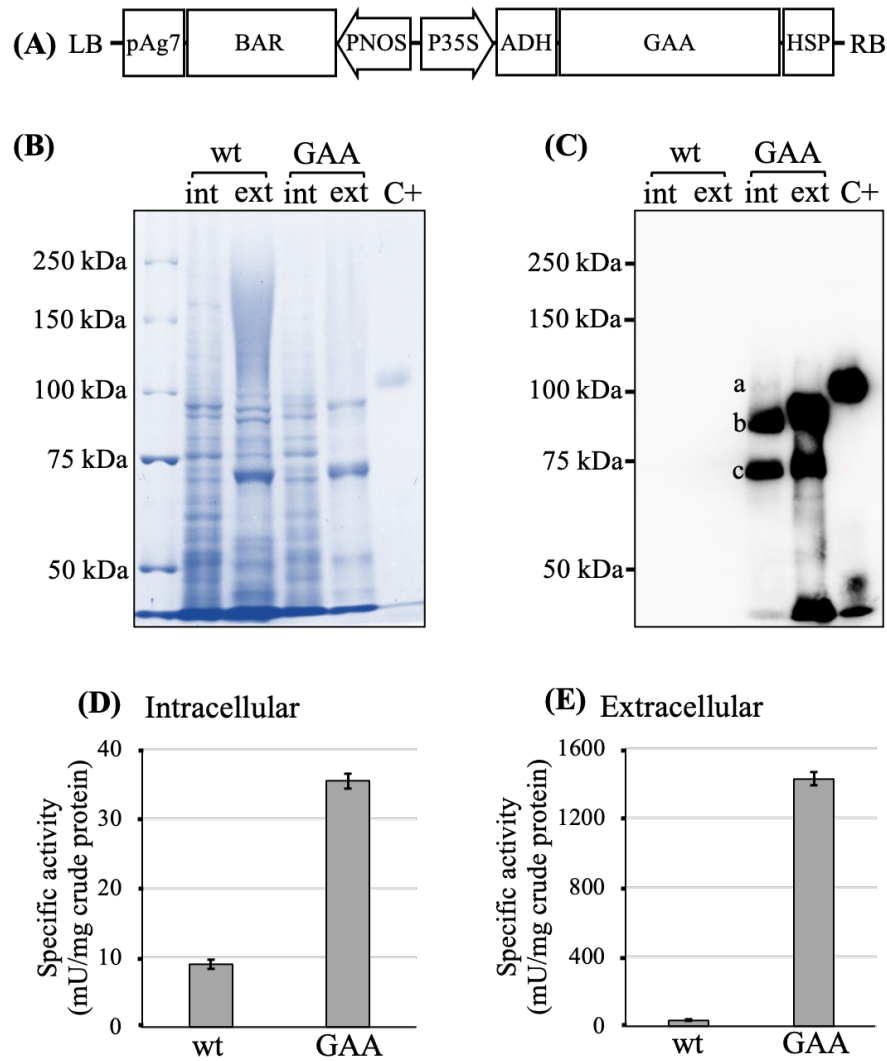 (A) LB pAg7 BAR PNOS P35S ADH GAA HSP RB
(B)
wt GAA
int ext int ext C+
250 kDa
150 kDa
100 kDa
75 kDa
50 kDa
(C)
wt GAA
int ext int ext C+
250 kDa
150 kDa
100 kDa
a
b
75 kDa
c
50 kDa
(D) Intracellular
Specific activity
(mU/mg crude protein)
40
30
20
10
0
wt GAA
(E) Extracellular
Specific activity
(mU/mg crude protein)
1600
1200
800
400
0
wt GAA